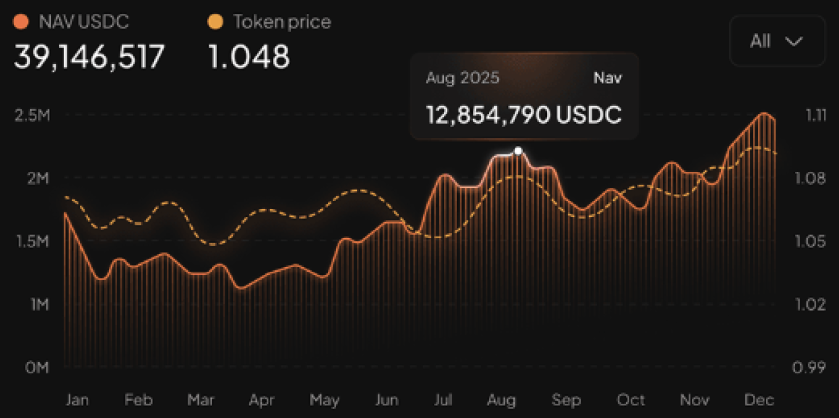 NAV USDC
Token price
39,146,517
1.048
All
Aug 2025
Nav
12,854,790 USDC
2.5M
1.11
2M
1.08
1.5M
1.05
1M
1.02
0M
0.99
Jan Feb Mar Apr May Jun Jul Aug Sep Oct Nov Dec